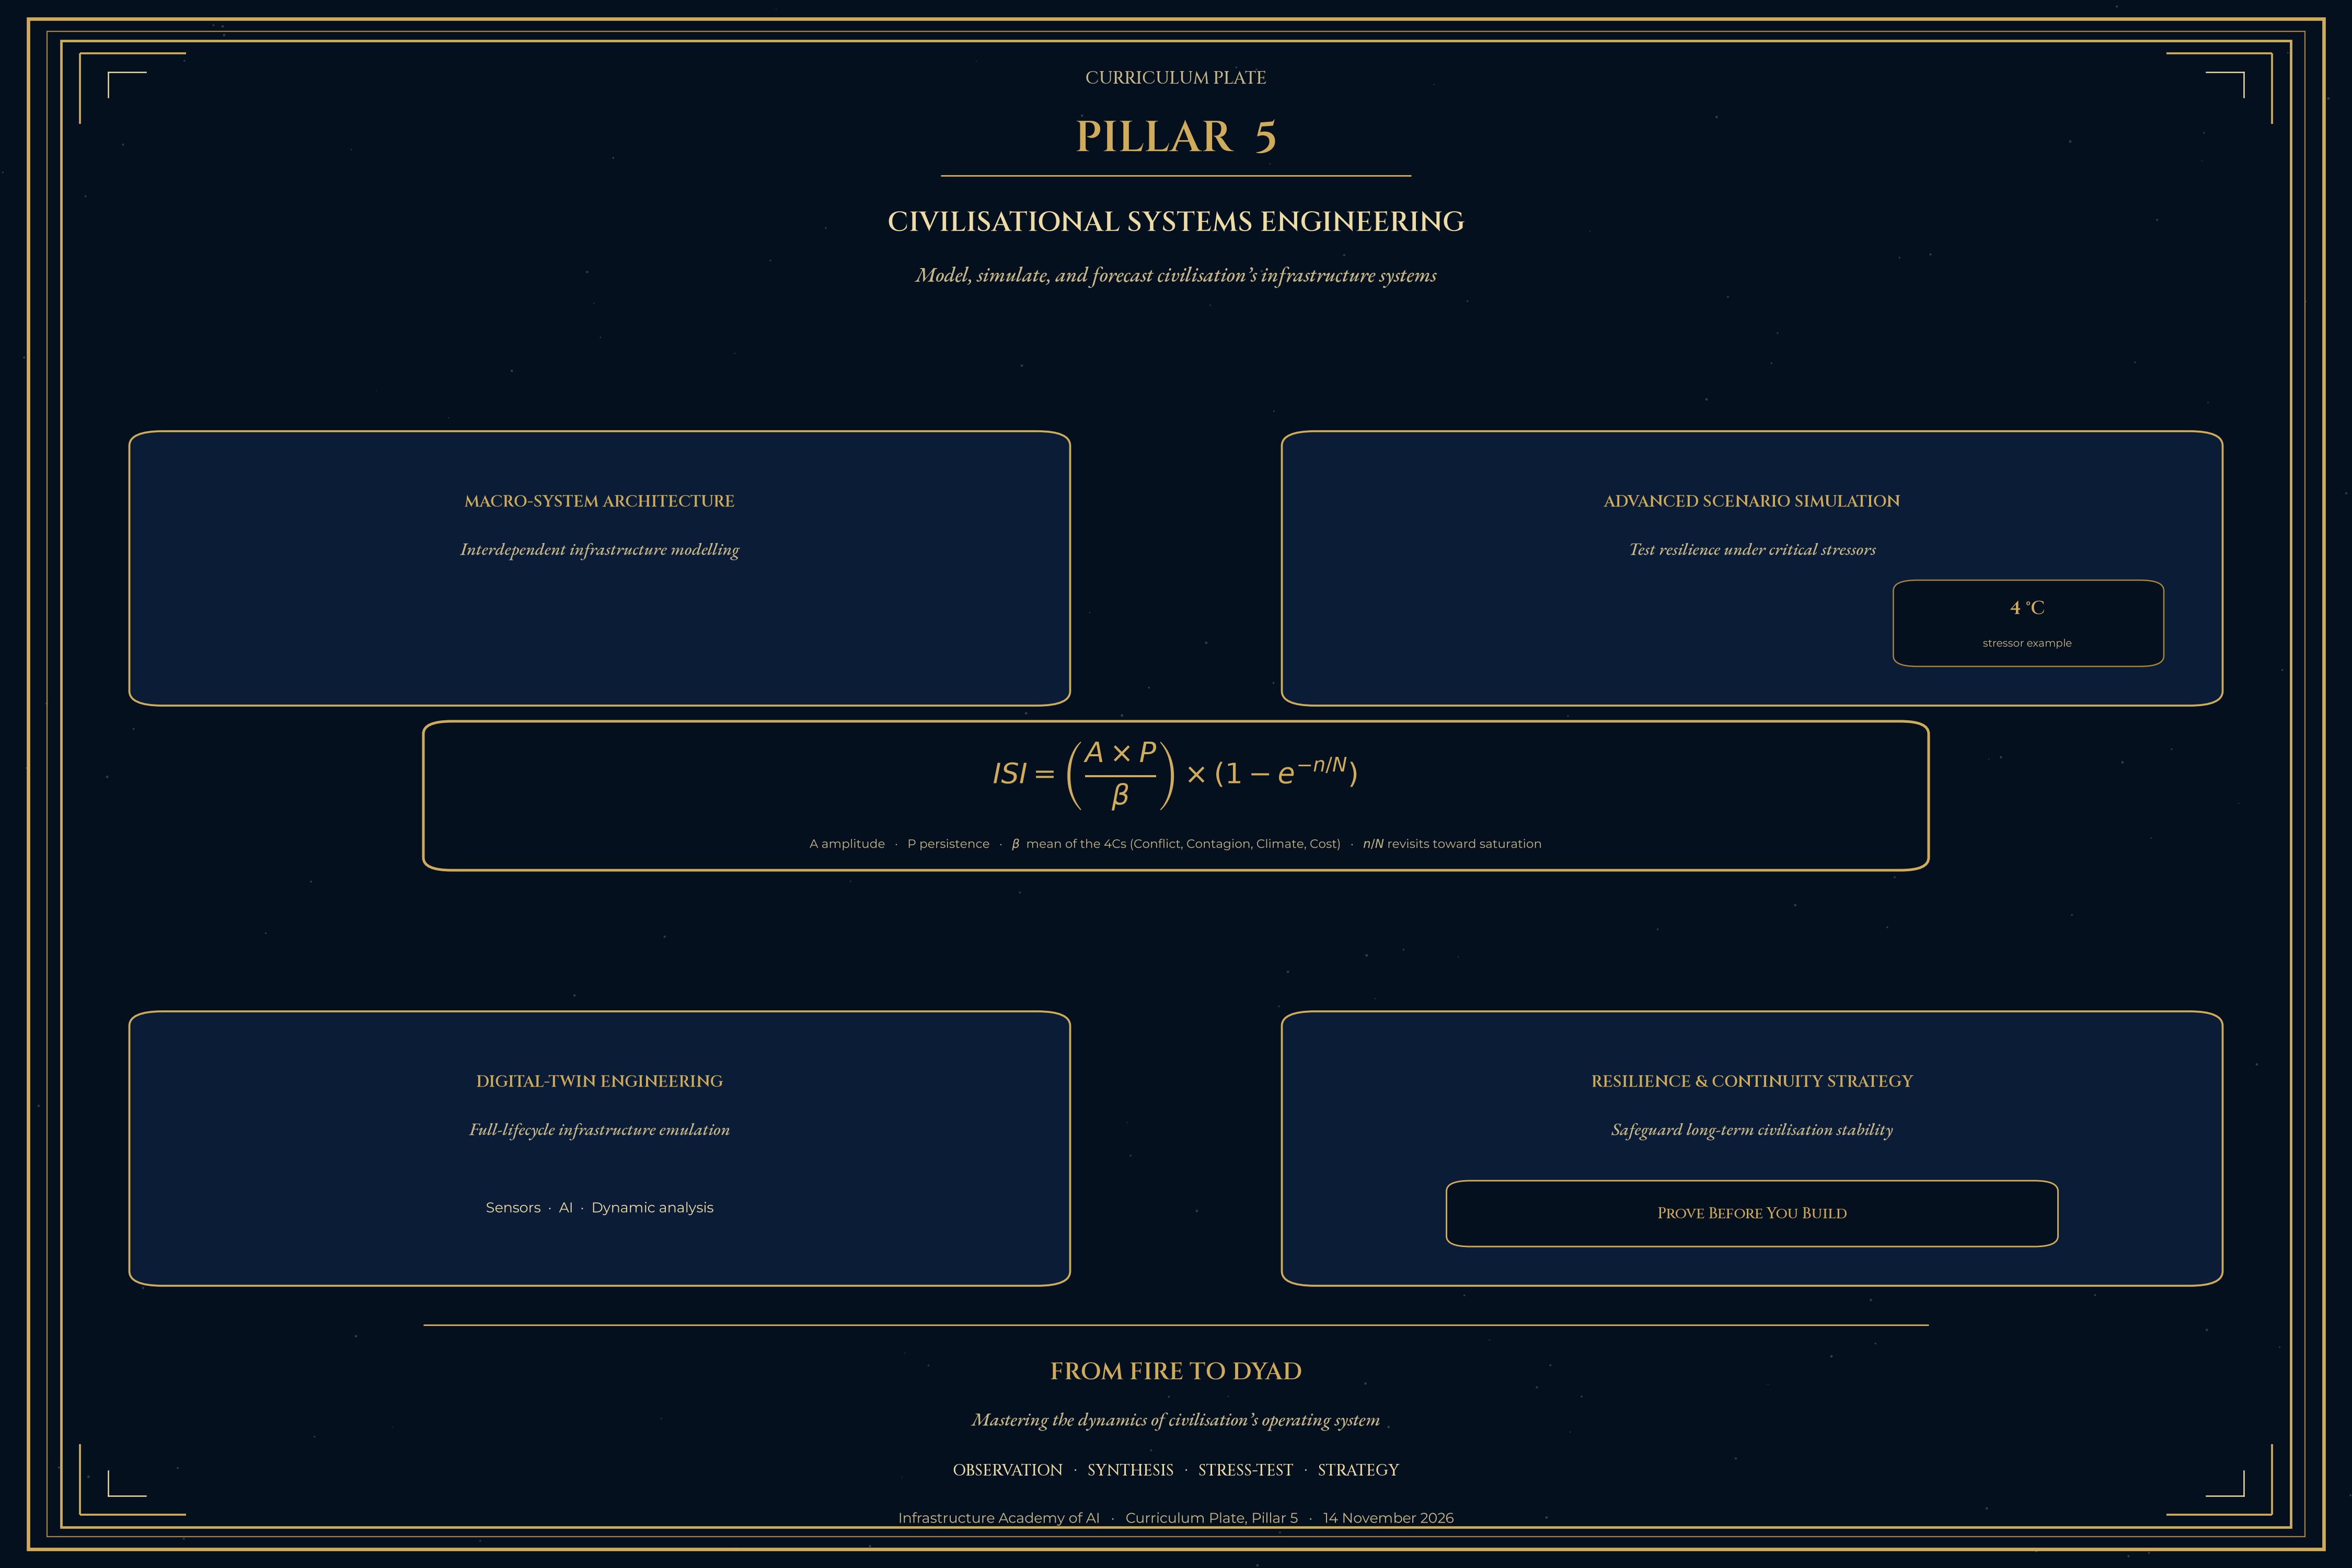 CURRICULUM PLATE
PILLAR 5
CIVILISATIONAL SYSTEMS ENGINEERING
Model, simulate, and forecast civilisation’s infrastructure systems
MACRO-SYSTEM ARCHITECTURE
Interdependent infrastructure modelling
ADVANCED SCENARIO SIMULATION
Test resilience under critical stressors
4 °C
stressor example
ISI = (A × P / β) × (1 − e^{−n/N})
A amplitude · P persistence · β mean of the 4Cs (Conflict, Contagion, Climate, Cost) · n/N revisits toward saturation
DIGITAL-TWIN ENGINEERING
Full-lifecycle infrastructure emulation
Sensors · AI · Dynamic analysis
RESILIENCE & CONTINUITY STRATEGY
Safeguard long-term civilisation stability
Prove Before You Build
FROM FIRE TO DYAD
Mastering the dynamics of civilisation’s operating system
OBSERVATION · SYNTHESIS · STRESS-TEST · STRATEGY
Infrastructure Academy of AI · Curriculum Plate, Pillar 5 · 14 November 2026